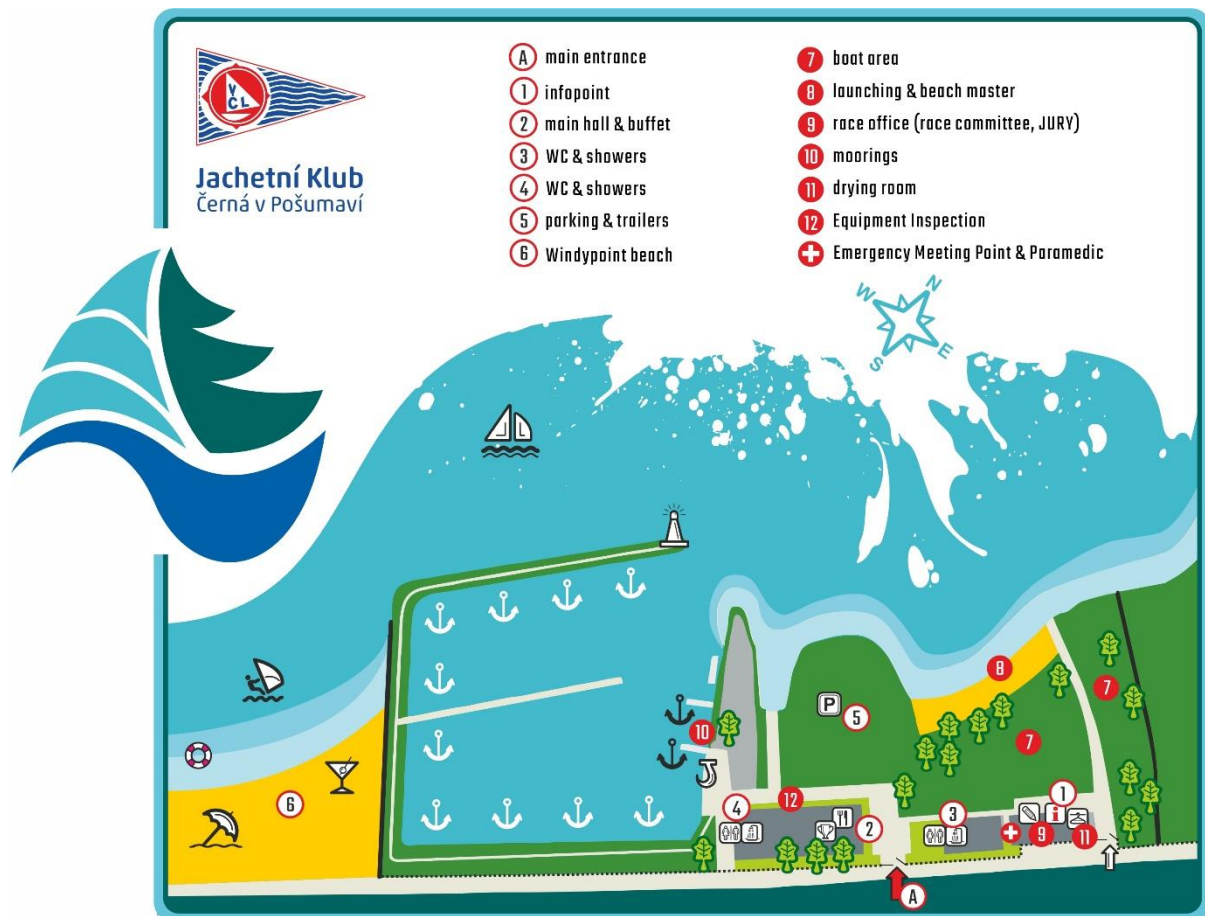 VCL
Jachetní Klub
Černá v Pošumaví
A main entrance
1 infopoint
2 main hall & buffet
3 WC & showers
4 WC & showers
5 parking & trailers
6 Windypoint beach
7 boat area
8 launching & beach master
9 race office (race committee, JURY)
10 moorings
11 drying room
12 Equipment Inspection
Emergency Meeting Point & Paramedic
N
W
E
S
8
7
P
5
10
7
6
12
1
4
3
i
2
9
11
A